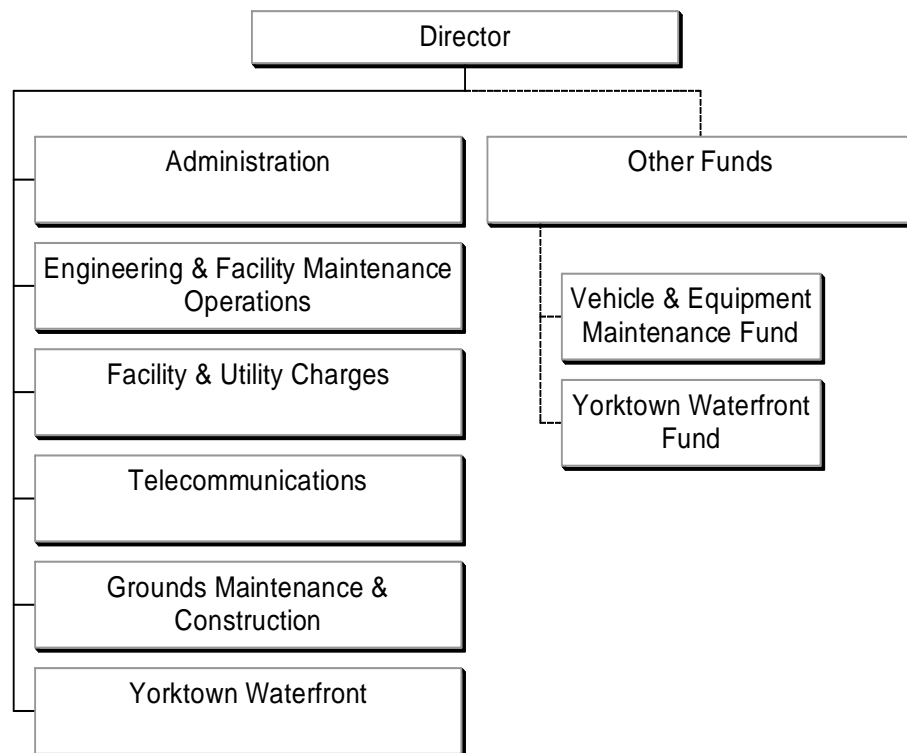 Director
Administration
Engineering & Facility Maintenance
Operations
Facility & Utility Charges
Telecommunications
Grounds Maintenance &
Construction
Yorktown Waterfront
Other Funds
Vehicle & Equipment
Maintenance Fund
Yorktown Waterfront
Fund